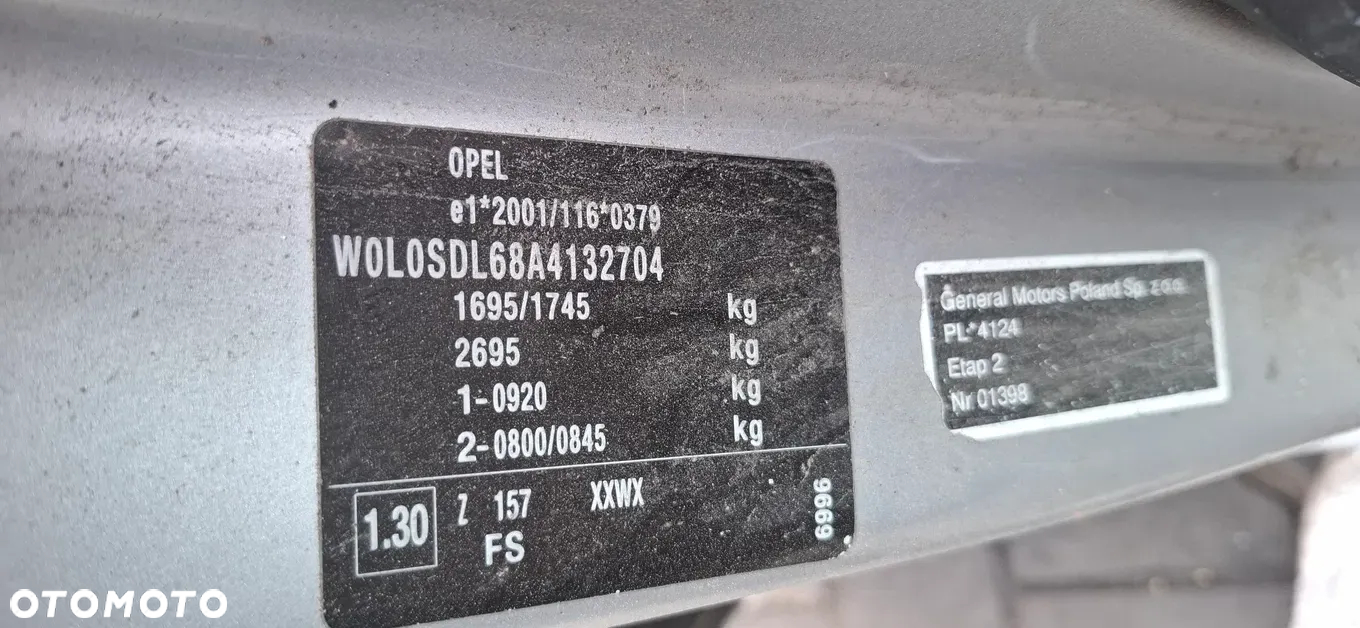 OPEL
e1*2001/116*0379
W0L0SDL68A4132704
1695/1745 kg
2695 kg
1-0920 kg
2-0800/0845 kg
1.30 Z 157 XXWX
FS
6996
General Motors Poland Sp. z o.o.
PL-*4124
Etap 2
Nr 01398
OTOMOTO